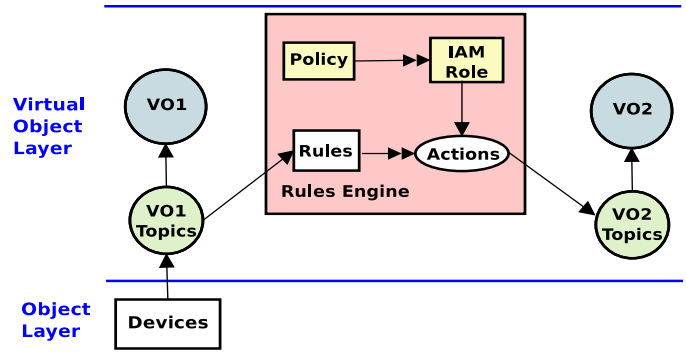 Policy
IAM
Role
Virtual
Object
Layer
VO1
VO2
Rules
Actions
Rules Engine
VO1
Topics
VO2
Topics
Object
Layer
Devices